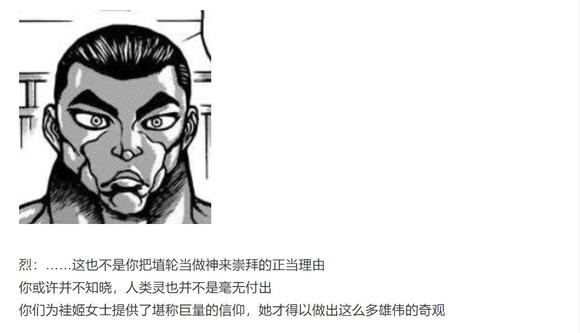 烈：……这也不是你把埴轮当做神来崇拜的正当理由
你或许并不知晓，人类灵也并不是毫无付出
你们为袿姬女士提供了堪称巨量的信仰，她才得以做出这么多雄伟的奇观